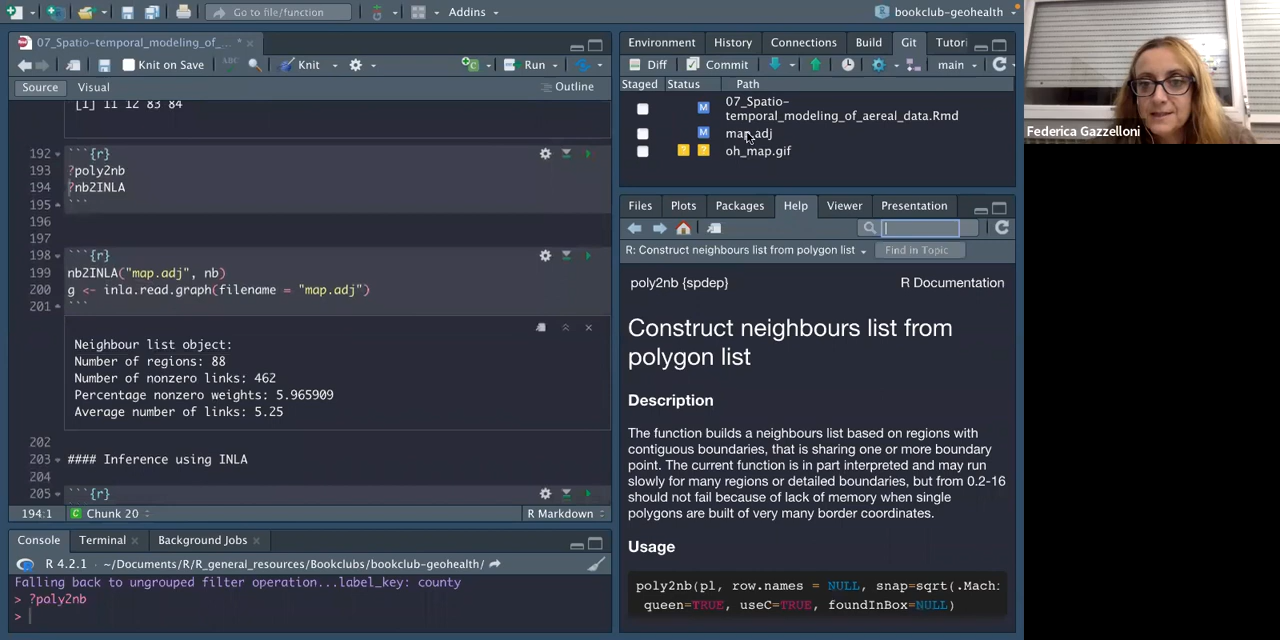 Go to file/function
Addins
bookclub-geohealth
07_Spatio-temporal_modeling_of_...*
Knit on Save
ABC
Knit
Run
Source
Visual
Outline
[1] 11 12 83 84
192 ```{r}
193 ?poly2nb
194 ?nb2INLA
195 ```
196
197
198 ```{r}
199 nb2INLA("map.adj", nb)
200 g <- inla.read.graph(filename = "map.adj")
201 ```
Neighbour list object:
Number of regions: 88
Number of nonzero links: 462
Percentage nonzero weights: 5.965909
Average number of links: 5.25
202
203 #### Inference using INLA
204
205 ```{r}
194:1
C Chunk 20
R Markdown
Console
Terminal
Background Jobs
R 4.2.1 · ~/Documents/R/R_general_resources/Bookclubs/bookclub-geohealth/
Falling back to ungrouped filter operation...label_key: county
> ?poly2nb
>
Environment
History
Connections
Build
Git
Tutori
Diff
Commit
main
Staged
Status
Path
M 07_Spatio-
temporal_modeling_of_aereal_data.Rmd
M map.adj
? ? oh_map.gif
Files
Plots
Packages
Help
Viewer
Presentation
R: Construct neighbours list from polygon list
Find in Topic
poly2nb {spdep}
R Documentation
Construct neighbours list from
polygon list
Description
The function builds a neighbours list based on regions with
contiguous boundaries, that is sharing one or more boundary
point. The current function is in part interpreted and may run
slowly for many regions or detailed boundaries, but from 0.2-16
should not fail because of lack of memory when single
polygons are built of very many border coordinates.
Usage
poly2nb(pl, row.names = NULL, snap=sqrt(.Machi
queen=TRUE, useC=TRUE, foundInBox=NULL)
Federica Gazzelloni